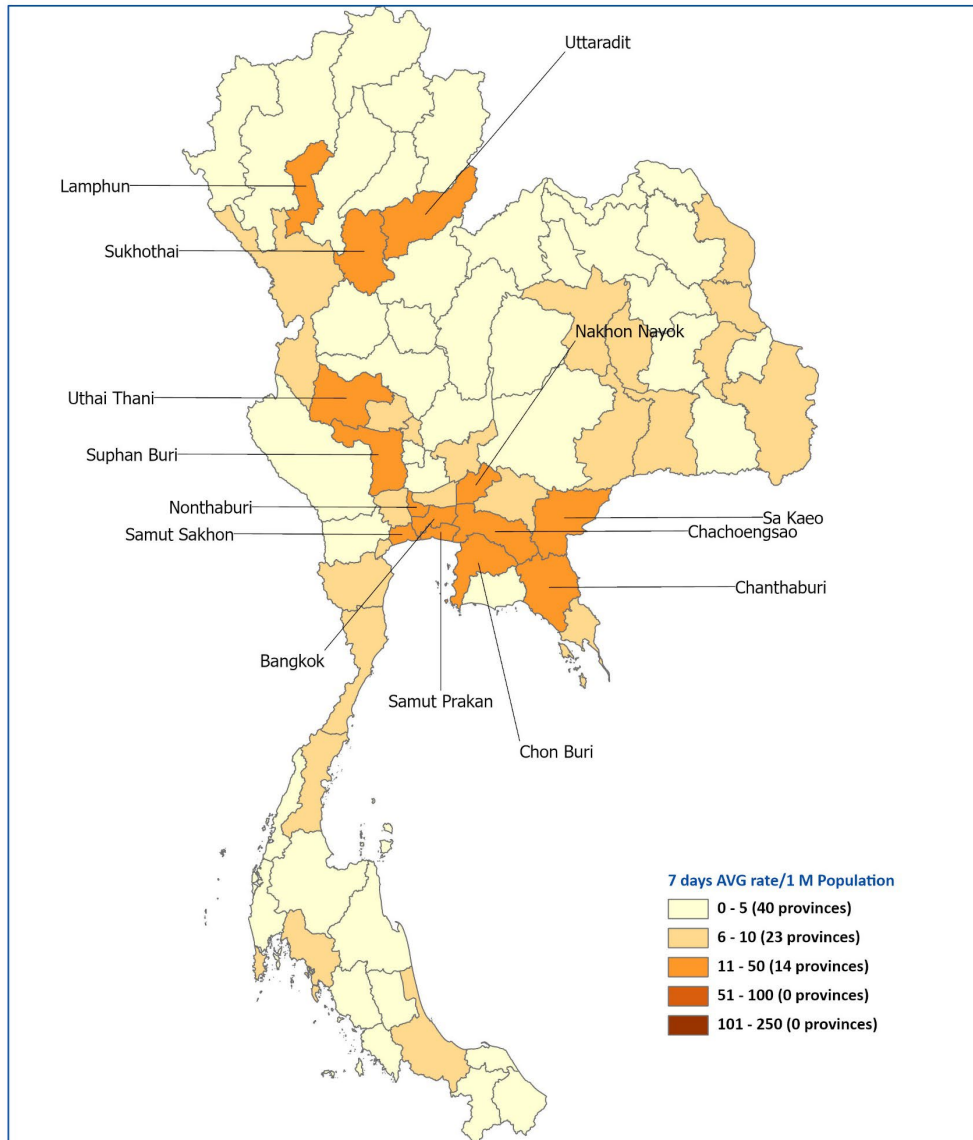 Uttaradit
Lamphun
Sukhothai
Nakhon Nayok
Uthai Thani
Suphan Buri
Nonthaburi
Sa Kaeo
Samut Sakhon
Chachoengsao
Chanthaburi
Bangkok
Samut Prakan
Chon Buri
7 days AVG rate/1 M Population
0 - 5 (40 provinces)
6 - 10 (23 provinces)
11 - 50 (14 provinces)
51 - 100 (0 provinces)
101 - 250 (0 provinces)